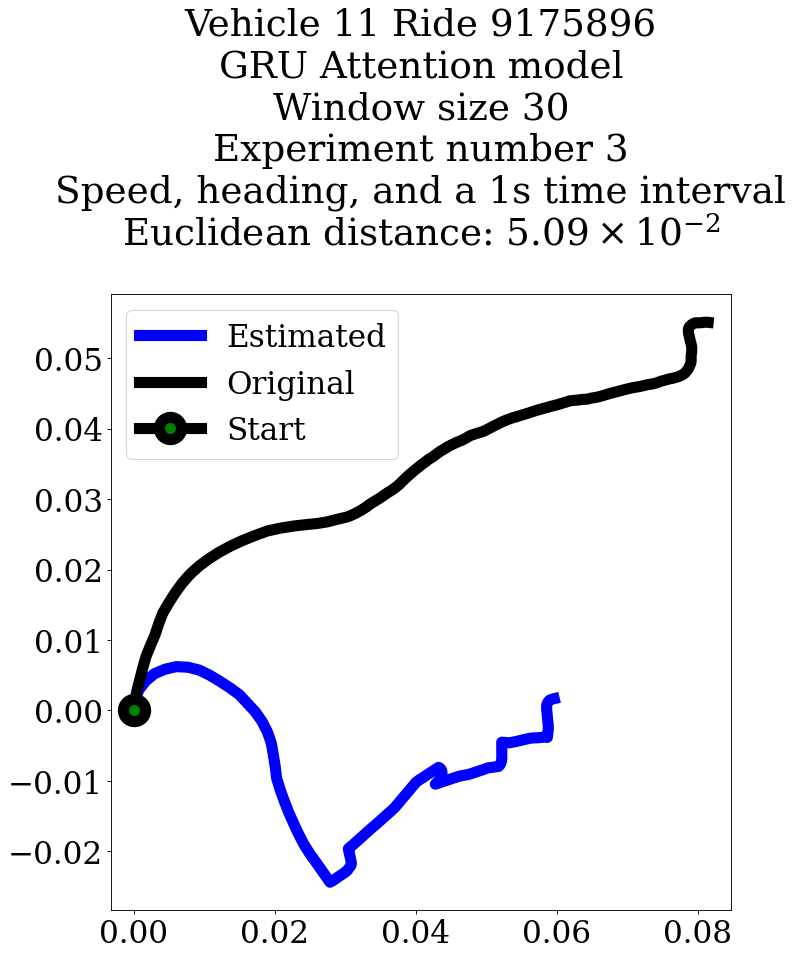 Vehicle 11 Ride 9175896
GRU Attention model
Window size 30
Experiment number 3
Speed, heading, and a 1s time interval
Euclidean distance: 5.09 × 10⁻²
Estimated
Original
Start
0.05
0.04
0.03
0.02
0.01
0.00
−0.01
−0.02
0.00 0.02 0.04 0.06 0.08